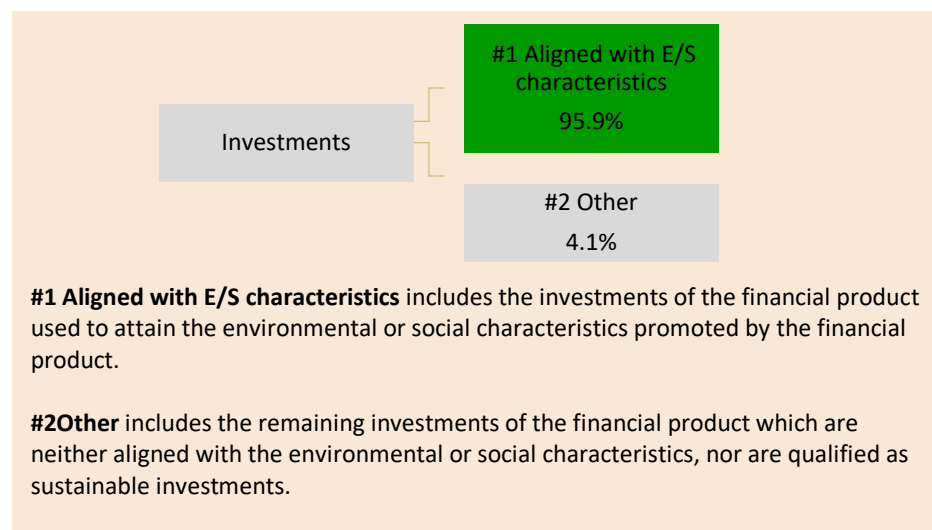 #1 Aligned with E/S
characteristics
95.9%
Investments
#2 Other
4.1%
#1 Aligned with E/S characteristics includes the investments of the financial product
used to attain the environmental or social characteristics promoted by the financial
product.
#2Other includes the remaining investments of the financial product which are
neither aligned with the environmental or social characteristics, nor are qualified as
sustainable investments.